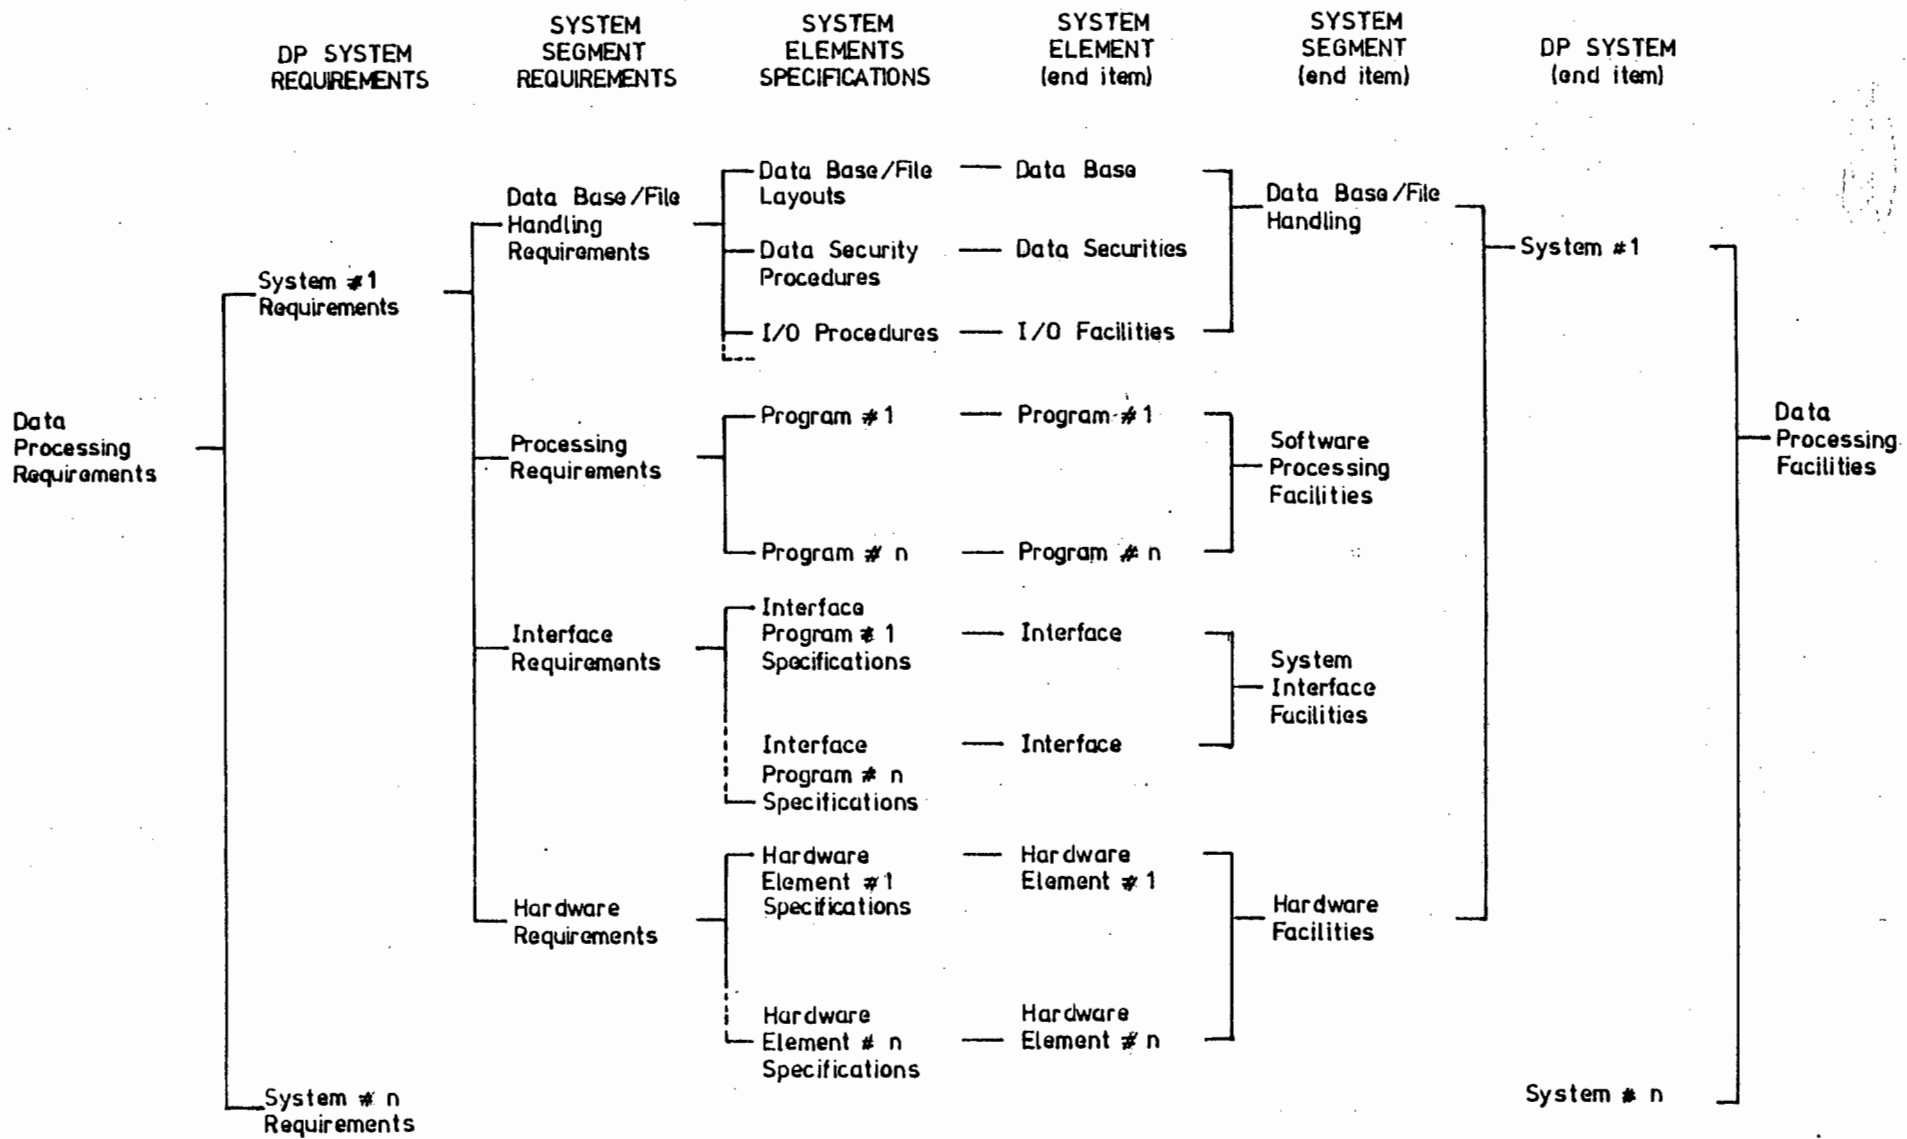 DP SYSTEM
REQUIREMENTS
SYSTEM
SEGMENT
REQUIREMENTS
SYSTEM
ELEMENTS
SPECIFICATIONS
SYSTEM
ELEMENT
(end item)
SYSTEM
SEGMENT
(end item)
DP SYSTEM
(end item)
Data
Processing
Requirements
System #1
Requirements
System # n
Requirements
Data Base/File
Handling
Requirements
Processing
Requirements
Interface
Requirements
Hardware
Requirements
Data Base/File
Layouts
Data Security
Procedures
I/O Procedures
Program #1
Program # n
Interface
Program # 1
Specifications
Interface
Program # n
Specifications
Hardware
Element #1
Specifications
Hardware
Element # n
Specifications
Data Base
Data Securities
I/O Facilities
Program #1
Program # n
Interface
Interface
Hardware
Element # 1
Hardware
Element # n
Data Base/File
Handling
Software
Processing
Facilities
System
Interface
Facilities
Hardware
Facilities
System #1
System # n
Data
Processing
Facilities